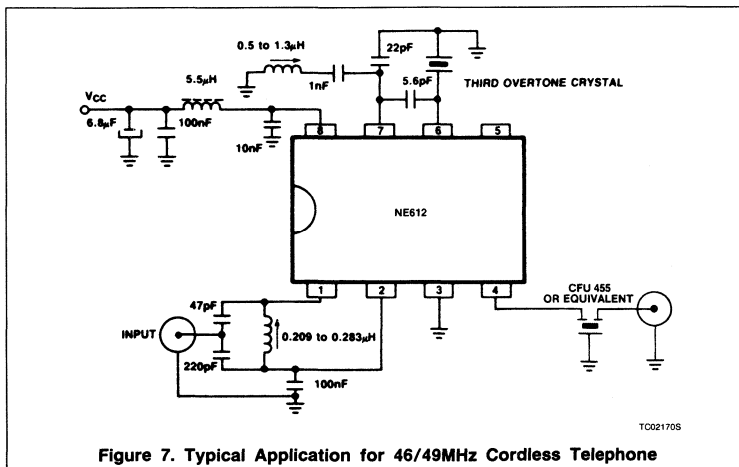 0.5 to 1.3μH
22pF
1nF
5.6pF
THIRD OVERTONE CRYSTAL
5.5μH
VCC
6.8μF
100nF
10nF
8
7
6
5
NE612
1
2
3
4
47pF
INPUT
0.209 to 0.283μH
220pF
100nF
CFU 455
OR EQUIVALENT
TC02170S
Figure 7. Typical Application for 46/49MHz Cordless Telephone